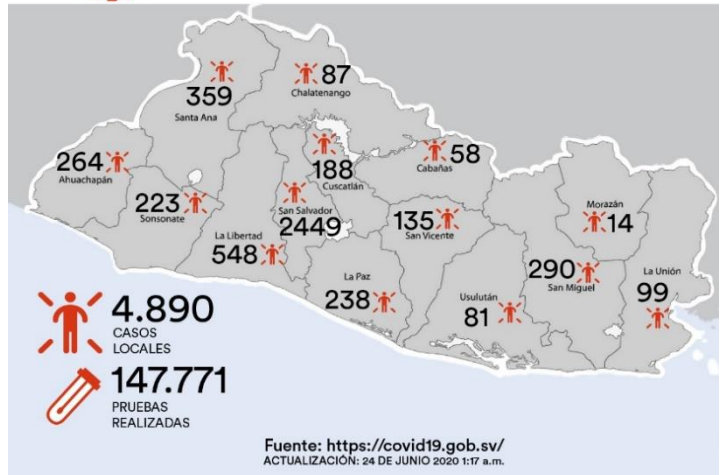 87
Chalatenango
359
Santa Ana
264
Ahuachapán
188
Cuscatlán
58
Cabañas
223
Sonsonate
San Salvador
2449
135
San Vicente
Morazán
14
La Libertad
548
La Paz
238
290
San Miguel
La Unión
99
Usulután
81
4.890
CASOS
LOCALES
147.771
PRUEBAS
REALIZADAS
Fuente: https://covid19.gob.sv/
ACTUALIZACIÓN: 24 DE JUNIO 2020 1:17 a.m.